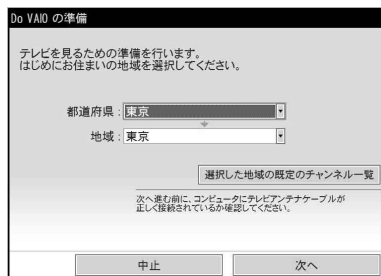 Do VAIO の準備
テレビを見るための準備を行います。
はじめにお住まいの地域を選択してください。
都道府県：東京
地域：東京
選択した地域の既定のチャンネル一覧
次へ進む前に、コンピュータにテレビアンテナケーブルが
正しく接続されているか確認してください。
中止
次へ